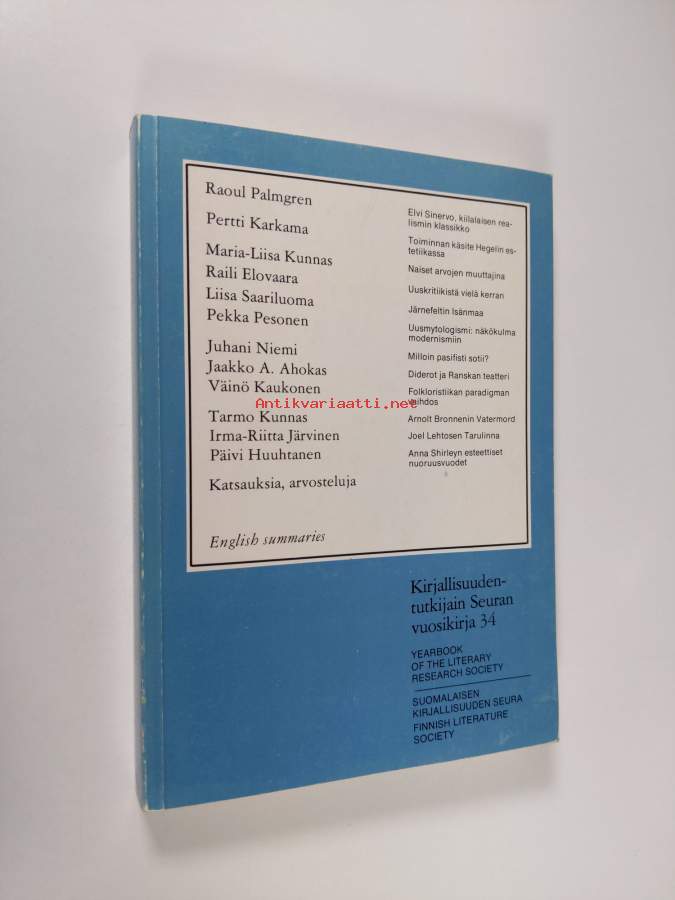 Raoul Palmgren
Elvi Sinervo, kiilalaisen rea-
lismin klassikko
Pertti Karkama
Toiminnan käsite Hegelin es-
tetiikassa
Maria-Liisa Kunnas
Naiset arvojen muuttajina
Raili Elovaara
Uuskritiikistä vielä kerran
Liisa Saariluoma
Järnefeltin Isänmaa
Pekka Pesonen
Uusmytologismi: näkökulma
modernismiin
Juhani Niemi
Milloin pasifisti sotii?
Jaakko A. Ahokas
Diderot ja Ranskan teatteri
Väinö Kaukonen
Folkloristiikan paradigman
vaihdos
Antikvariaatti.net
Tarmo Kunnas
Arnolt Bronnenin Vatermord
Irma-Riitta Järvinen
Joel Lehtosen Tarulinna
Päivi Huuhtanen
Anna Shirleyn esteettiset
nuoruusvuodet
Katsauksia, arvosteluja
English summaries
Kirjallisuuden-
tutkijain Seuran
vuosikirja 34
YEARBOOK
OF THE LITERARY
RESEARCH SOCIETY
SUOMALAISEN
KIRJALLISUUDEN SEURA
FINNISH LITERATURE
SOCIETY